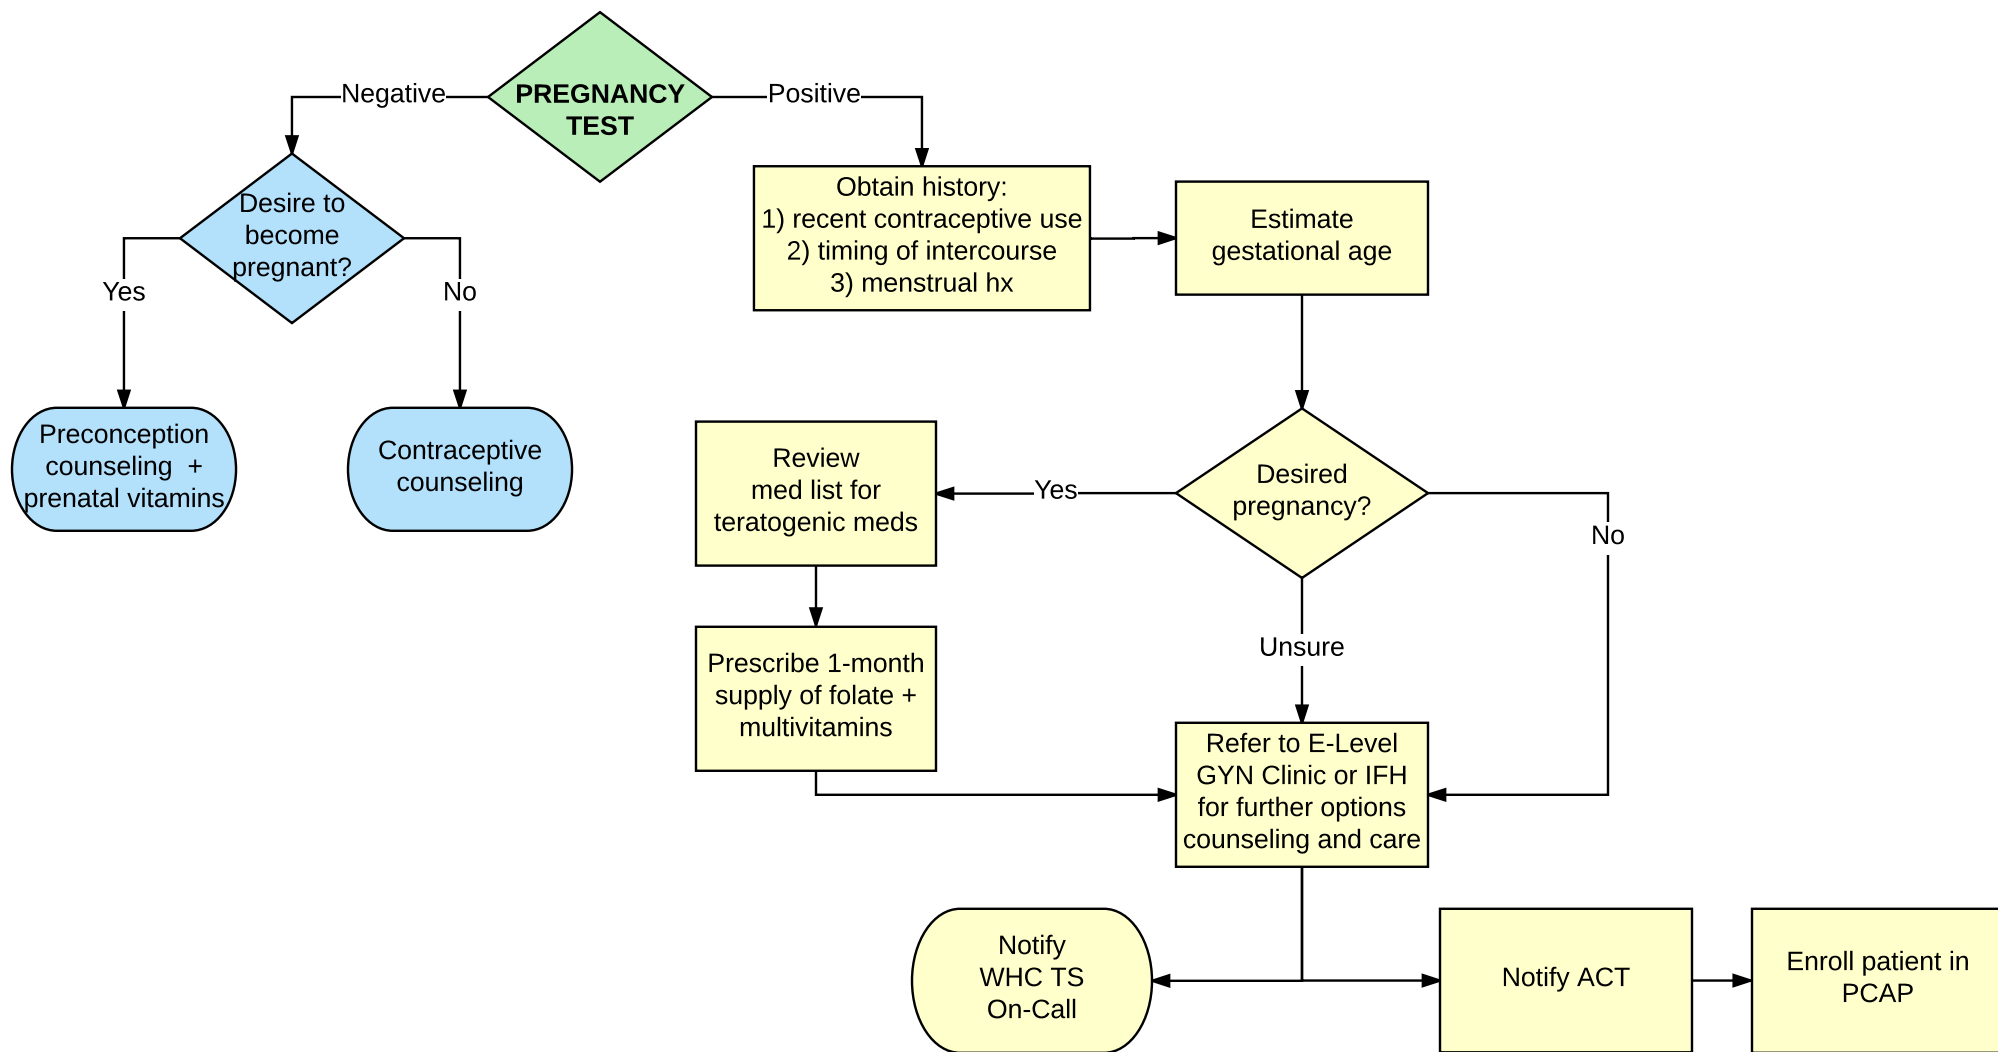 PREGNANCY
TEST
Negative
Positive
Desire to
become
pregnant?
Yes
No
Preconception
counseling  +
prenatal vitamins
Contraceptive
counseling
Obtain history:
1) recent contraceptive use
2) timing of intercourse
3) menstrual hx
Estimate
gestational age
Desired
pregnancy?
Yes
No
Unsure
Review
med list for
teratogenic meds
Prescribe 1-month
supply of folate +
multivitamins
Refer to E-Level
GYN Clinic or IFH
for further options
counseling and care
Notify
WHC TS
On-Call
Notify ACT
Enroll patient in
PCAP